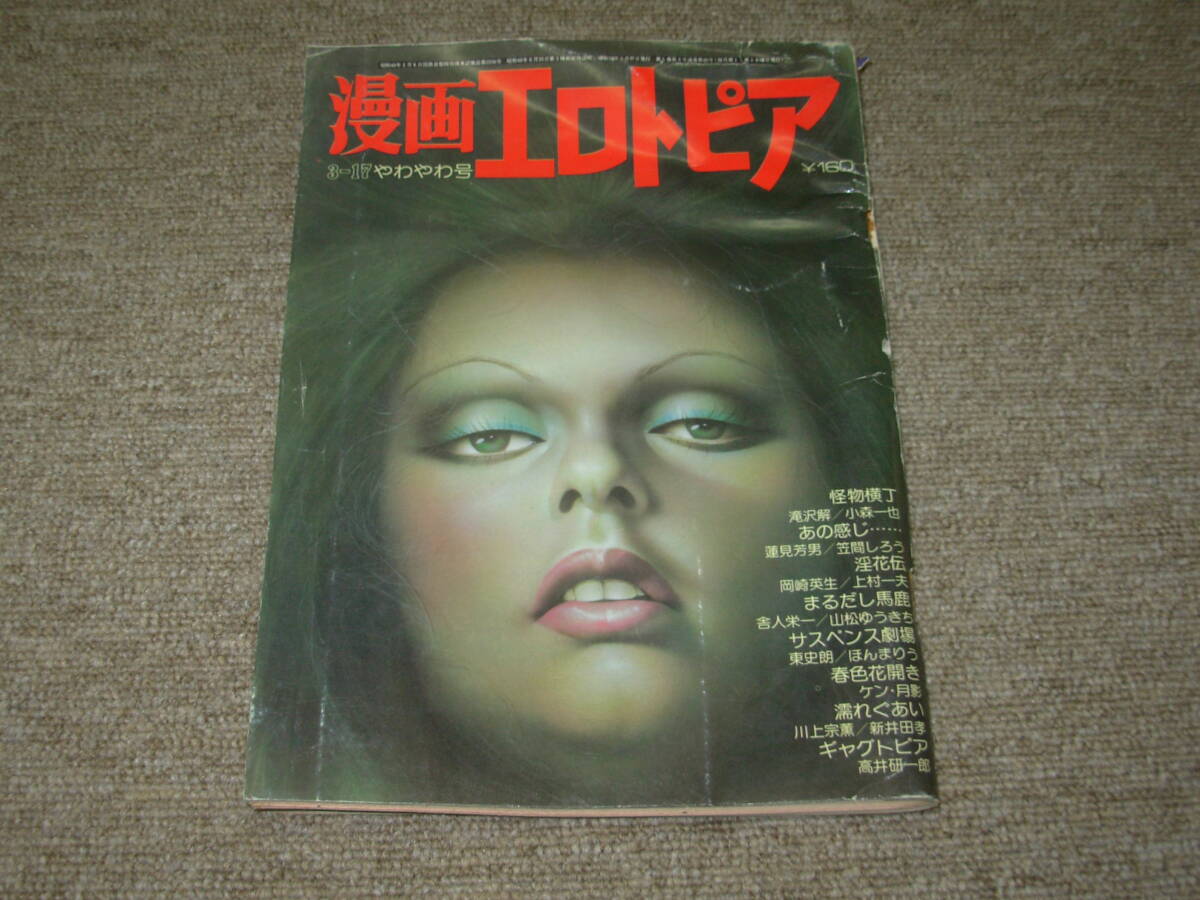 漫画エロトピア
3-17やわやわ号
¥160
怪物横丁
滝沢解/小森一也
あの感じ……
蓮見芳男/笠間しろう
淫花伝
岡崎英生/上村一夫
まるだし馬鹿
舎人栄一/山松ゆうきち
サスペンス劇場
東史朗/ほんまりう
春色花開き
ケン・月影
濡れぐあい
川上宗薫/新井田孝
ギャグトピア
高井研一郎